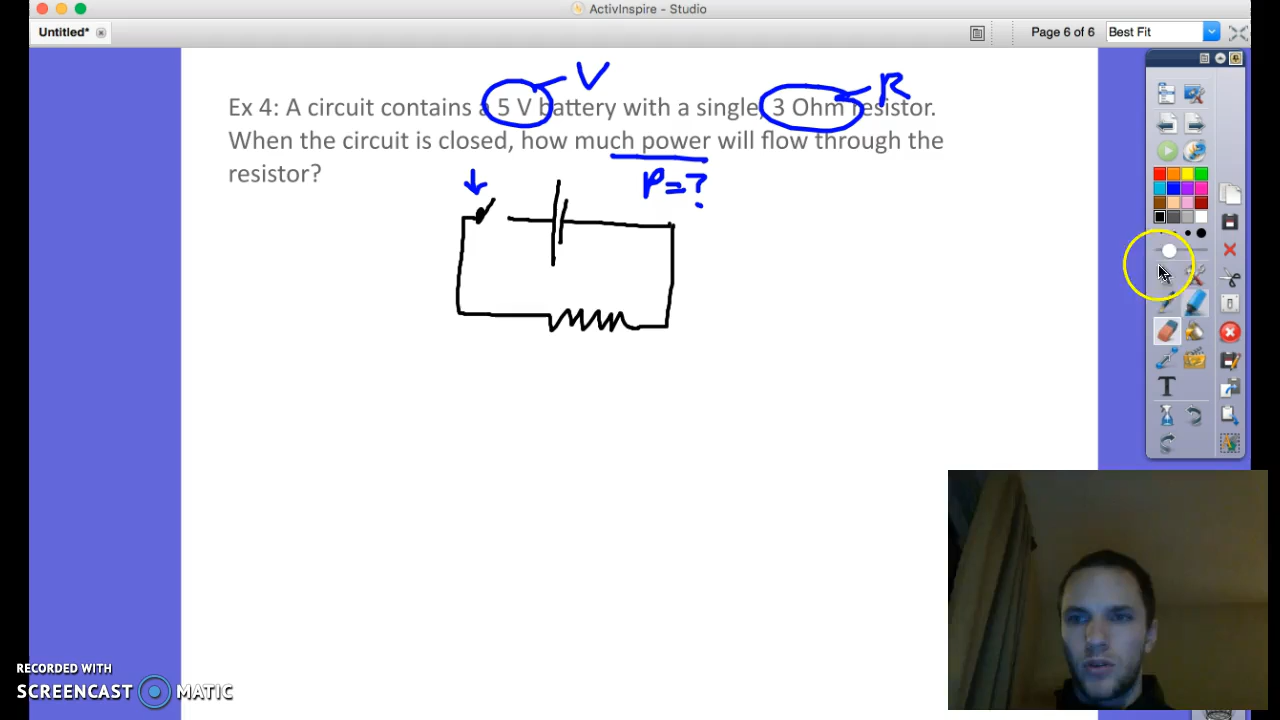 ActivInspire - Studio
Untitled*
Page 6 of 6
Best Fit
V
R
Ex 4: A circuit contains a 5 V battery with a single, 3 Ohm resistor.
When the circuit is closed, how much power will flow through the
resistor?
P=?
T
RECORDED WITH
SCREENCAST MATIC